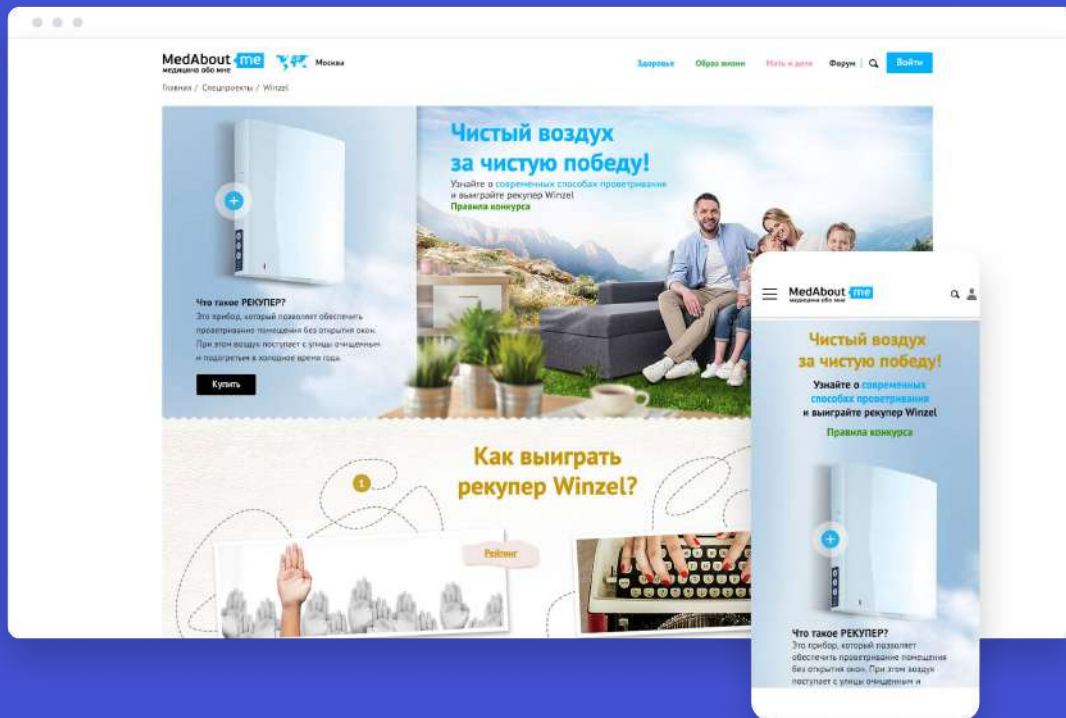 MedAbout me
медицина обо мне
Москва
Здоровье
Образ жизни
Мать и дитя
Форум
Войти
Главная / Спецпроекты / Winzel
Чистый воздух
за чистую победу!
Узнайте о современных способах проветривания
и выиграйте рекупер Winzel
Правила конкурса
Что такое РЕКУПЕР?
Это прибор, который позволяет обеспечить
проветривание помещения без открытия окон.
При этом воздух поступает с улицы очищенным
и подогретым в холодное время года.
Купить
Как выиграть
рекупер Winzel?
1
Рейтинг
MedAbout me
медицина обо мне
Чистый воздух
за чистую победу!
Узнайте о современных
способах проветривания
и выиграйте рекупер Winzel
Правила конкурса
Что такое РЕКУПЕР?
Это прибор, который позволяет
обеспечить проветривание помещения
без открытия окон. При этом воздух
поступает с улицы очищенным и